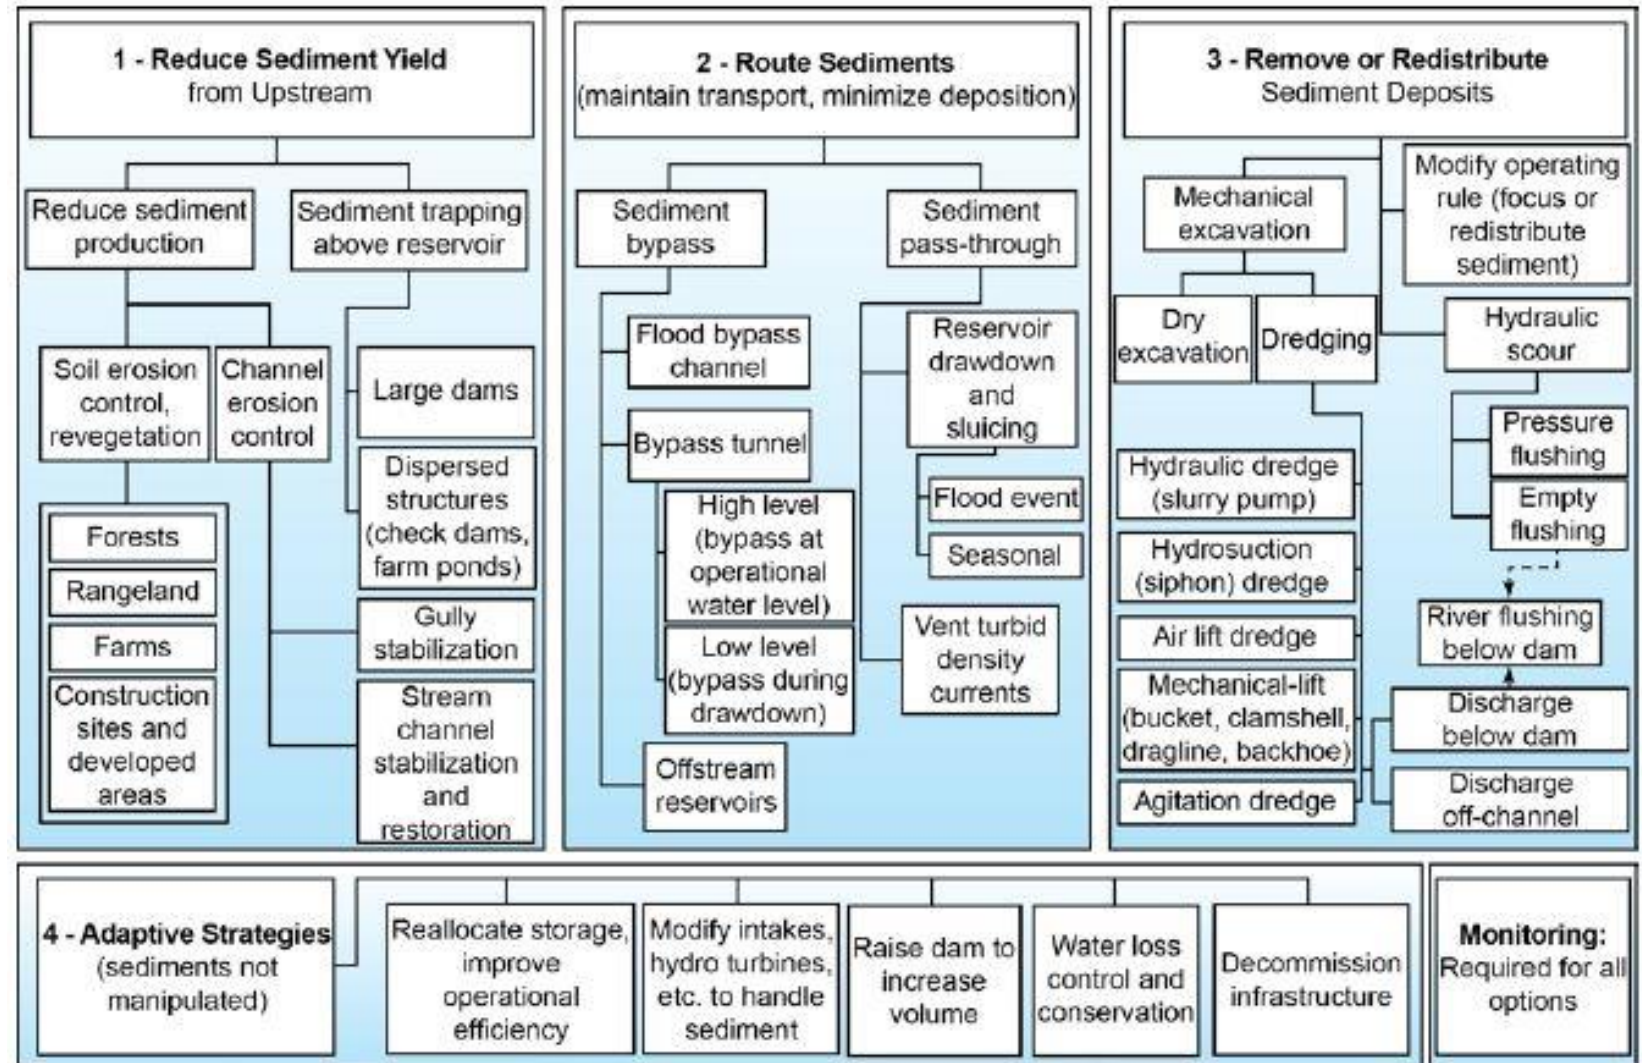 1 - Reduce Sediment Yield
from Upstream
Reduce sediment
production
Sediment trapping
above reservoir
Soil erosion
control,
revegetation
Channel
erosion
control
Large dams
Dispersed
structures
(check dams,
farm ponds)
Forests
Rangeland
Farms
Construction
sites and
developed
areas
Gully
stabilization
Stream
channel
stabilization
and
restoration
2 - Route Sediments
(maintain transport, minimize deposition)
Sediment
bypass
Sediment
pass-through
Flood bypass
channel
Bypass tunnel
High level
(bypass at
operational
water level)
Low level
(bypass during
drawdown)
Offstream
reservoirs
Reservoir
drawdown
and
sluicing
Flood event
Seasonal
Vent turbid
density
currents
3 - Remove or Redistribute
Sediment Deposits
Mechanical
excavation
Modify operating
rule (focus or
redistribute
sediment)
Dry
excavation
Dredging
Hydraulic
scour
Pressure
flushing
Empty
flushing
Hydraulic dredge
(slurry pump)
Hydrosuction
(siphon) dredge
Air lift dredge
Mechanical-lift
(bucket, clamshell,
dragline, backhoe)
Agitation dredge
River flushing
below dam
Discharge
below dam
Discharge
off-channel
4 - Adaptive Strategies
(sediments not
manipulated)
Reallocate storage,
improve
operational
efficiency
Modify intakes,
hydro turbines,
etc. to handle
sediment
Raise dam to
increase
volume
Water loss
control and
conservation
Decommission
infrastructure
Monitoring:
Required for all
options